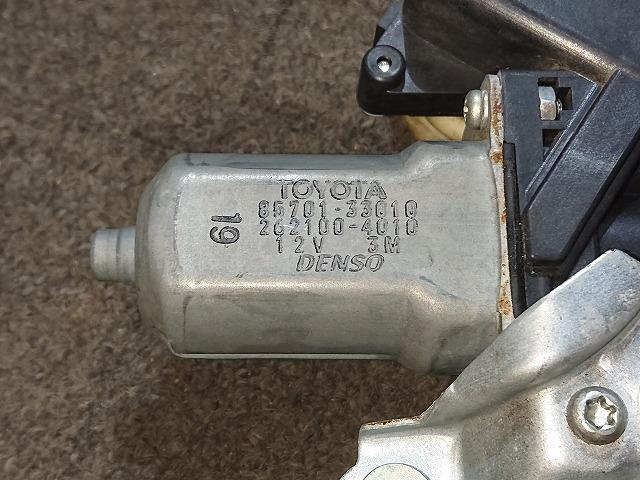 TOYOTA
85701-33010
262100-4010
12V 3M
DENSO
19